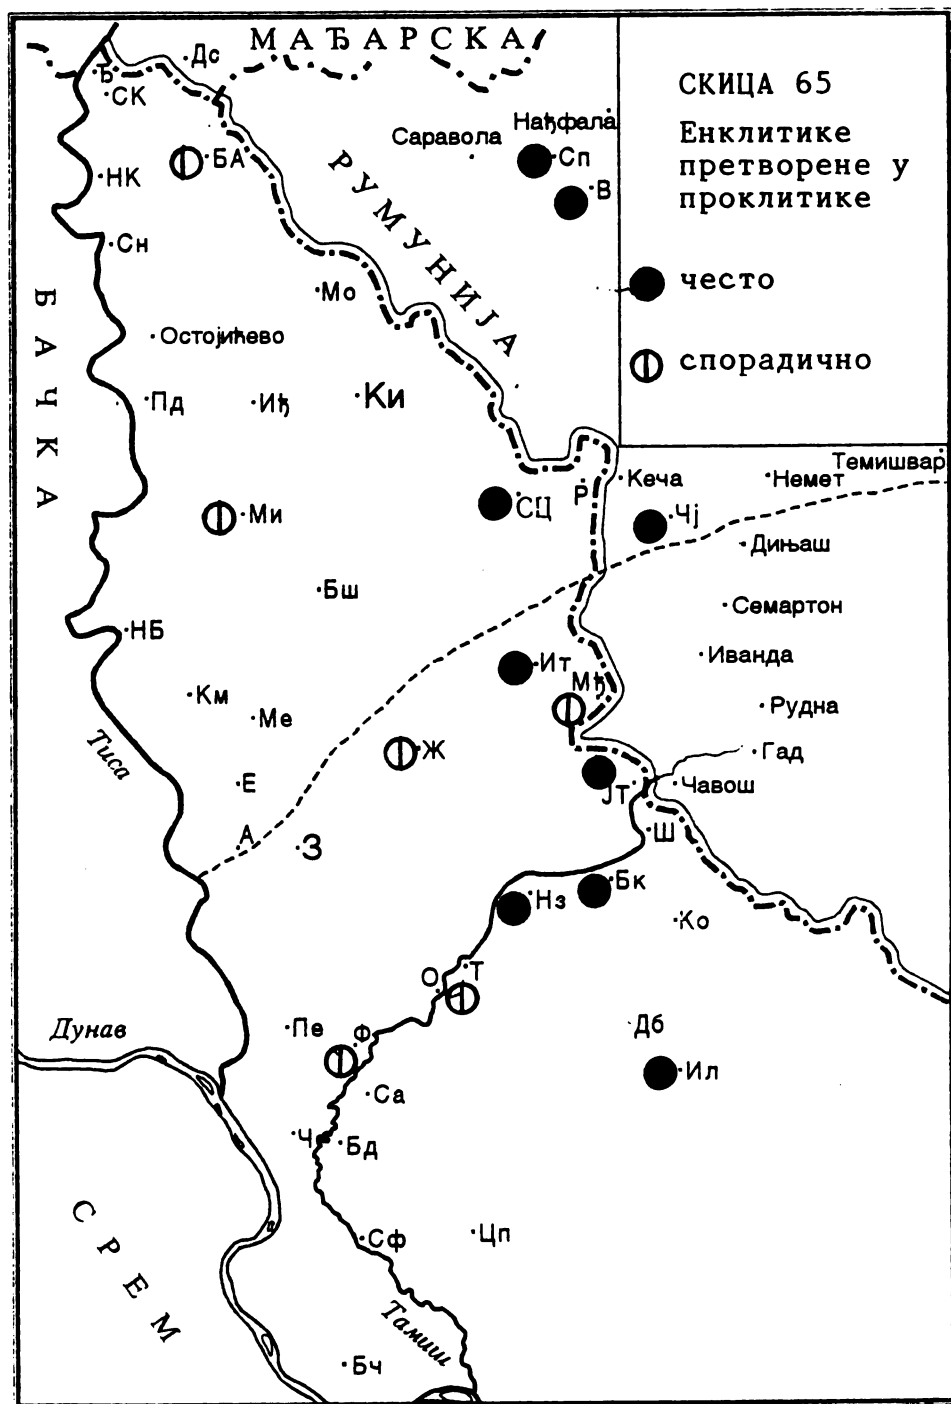 МАЂАРСКА
Ђ
Дс
СК
СКИЦА 65
Енклитике
претворене у
проклитике
често
спорадично
Нађфала
Саравола
Сп
В
БА
НК
РУМУНИЈА
Сн
Мо
БАЧКА
Остојићево
Пд
Иђ
Ки
Темишвар
Р
Кеча
Немет
Ми
СЦ
Чј
Дињаш
Бш
Семартон
НБ
Иванда
Ит
Мђ
Км
Ме
Рудна
Тиса
Ж
Гад
Е
ЈТ
Чавош
А
З
Ш
Бк
Нз
Ко
Т
О
Дунав
Пе
Ф
Дб
Ил
Са
Ч
Бд
СРЕМ
Сф
Цп
Тамиш
Бч